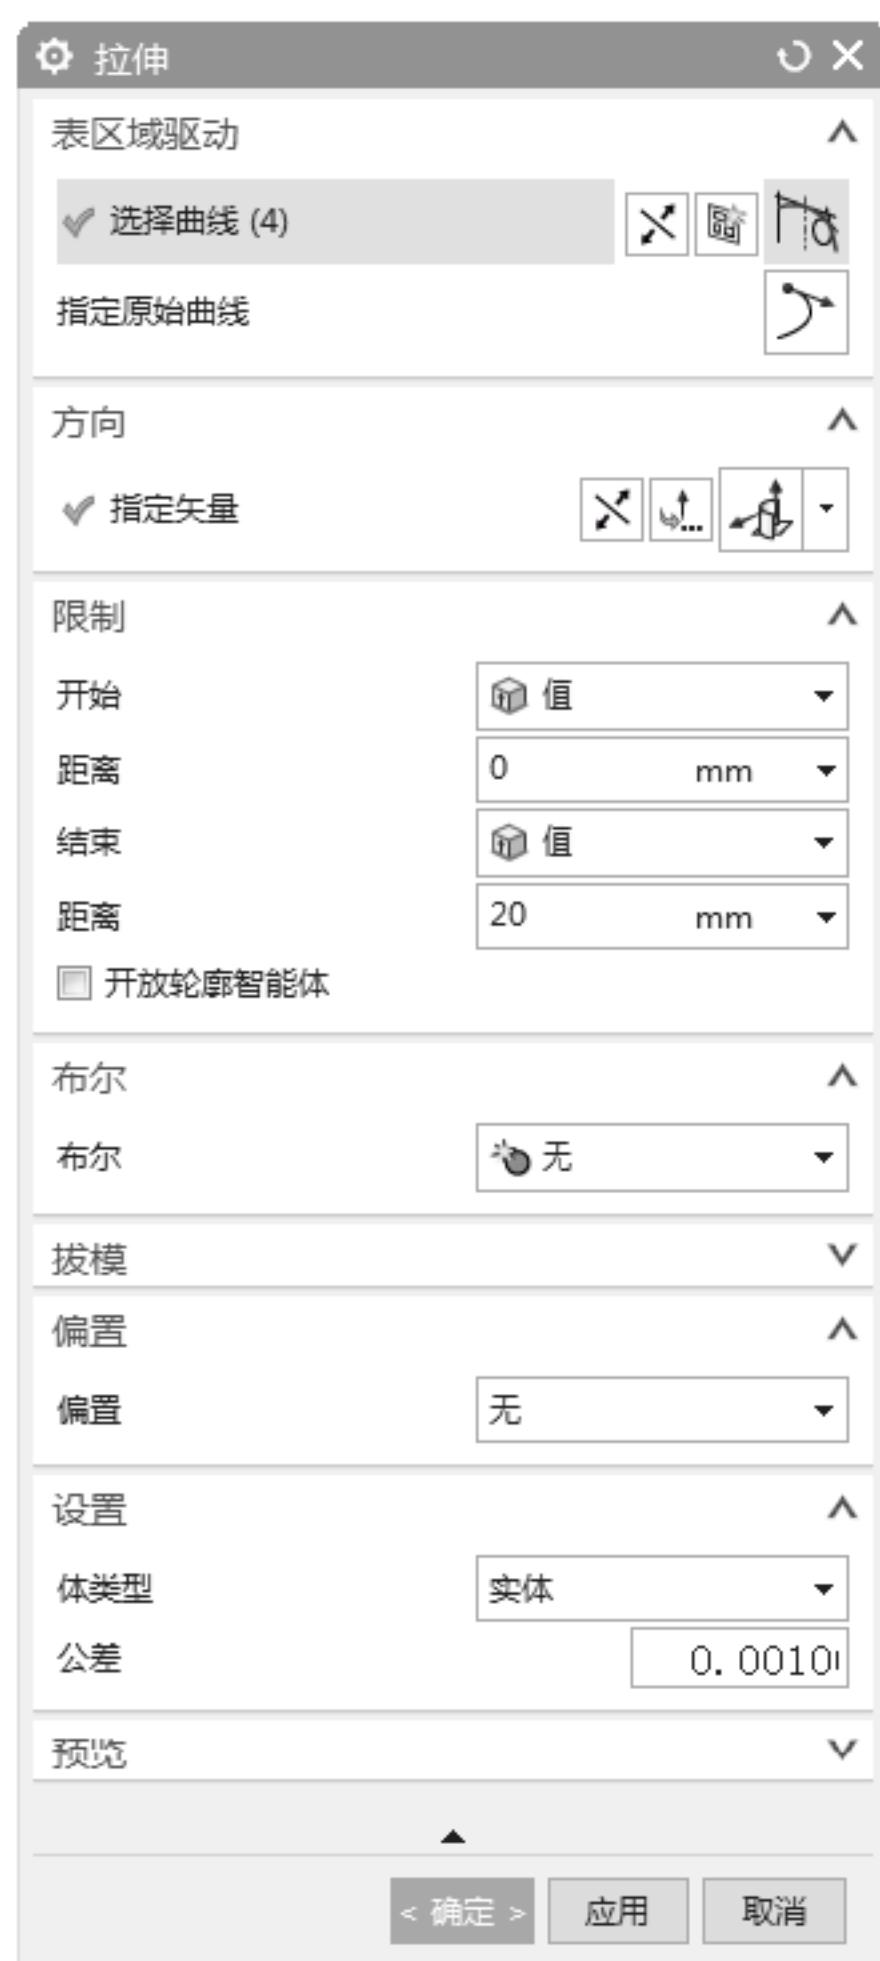 拉伸
表区域驱动
选择曲线 (4)
指定原始曲线
方向
指定矢量
限制
开始 值
距离 0 mm
结束 值
距离 20 mm
开放轮廓智能体
布尔
布尔 无
拔模
偏置
偏置 无
设置
体类型 实体
公差 0.0010
预览
< 确定 > 应用 取消